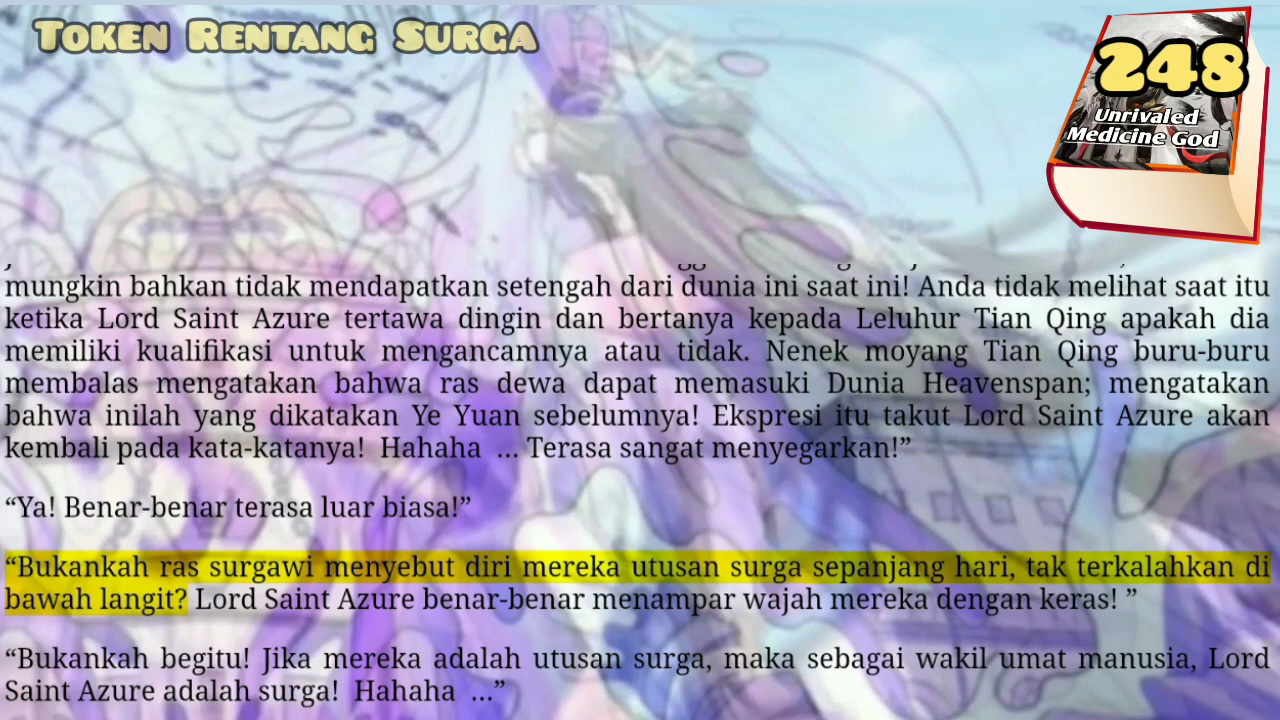 Token Rentang Surga
248
Unrivaled
Medicine God
mungkin bahkan tidak mendapatkan setengah dari dunia ini saat ini! Anda tidak melihat saat itu
ketika Lord Saint Azure tertawa dingin dan bertanya kepada Leluhur Tian Qing apakah dia
memiliki kualifikasi untuk mengancamnya atau tidak. Nenek moyang Tian Qing buru-buru
membalas mengatakan bahwa ras dewa dapat memasuki Dunia Heavenspan; mengatakan
bahwa inilah yang dikatakan Ye Yuan sebelumnya! Ekspresi itu takut Lord Saint Azure akan
kembali pada kata-katanya! Hahaha ... Terasa sangat menyegarkan!”
“Ya! Benar-benar terasa luar biasa!”
“Bukankah ras surgawi menyebut diri mereka utusan surga sepanjang hari, tak terkalahkan di
bawah langit? Lord Saint Azure benar-benar menampar wajah mereka dengan keras! ”
“Bukankah begitu! Jika mereka adalah utusan surga, maka sebagai wakil umat manusia, Lord
Saint Azure adalah surga! Hahaha ...”